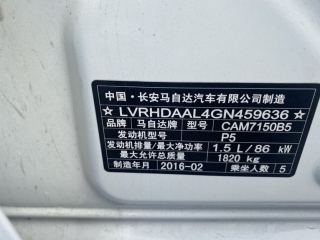 中国·长安马自达汽车有限公司制造
★ LVRHDAAL4GN459636 ★
品牌 马自达牌 型号 CAM7150B5
发动机型号 P5
发动机排量/最大净功率 1.5 L/86 kW
最大允许总质量 1820 kg
制造年月 2016-02 乘坐人数 5